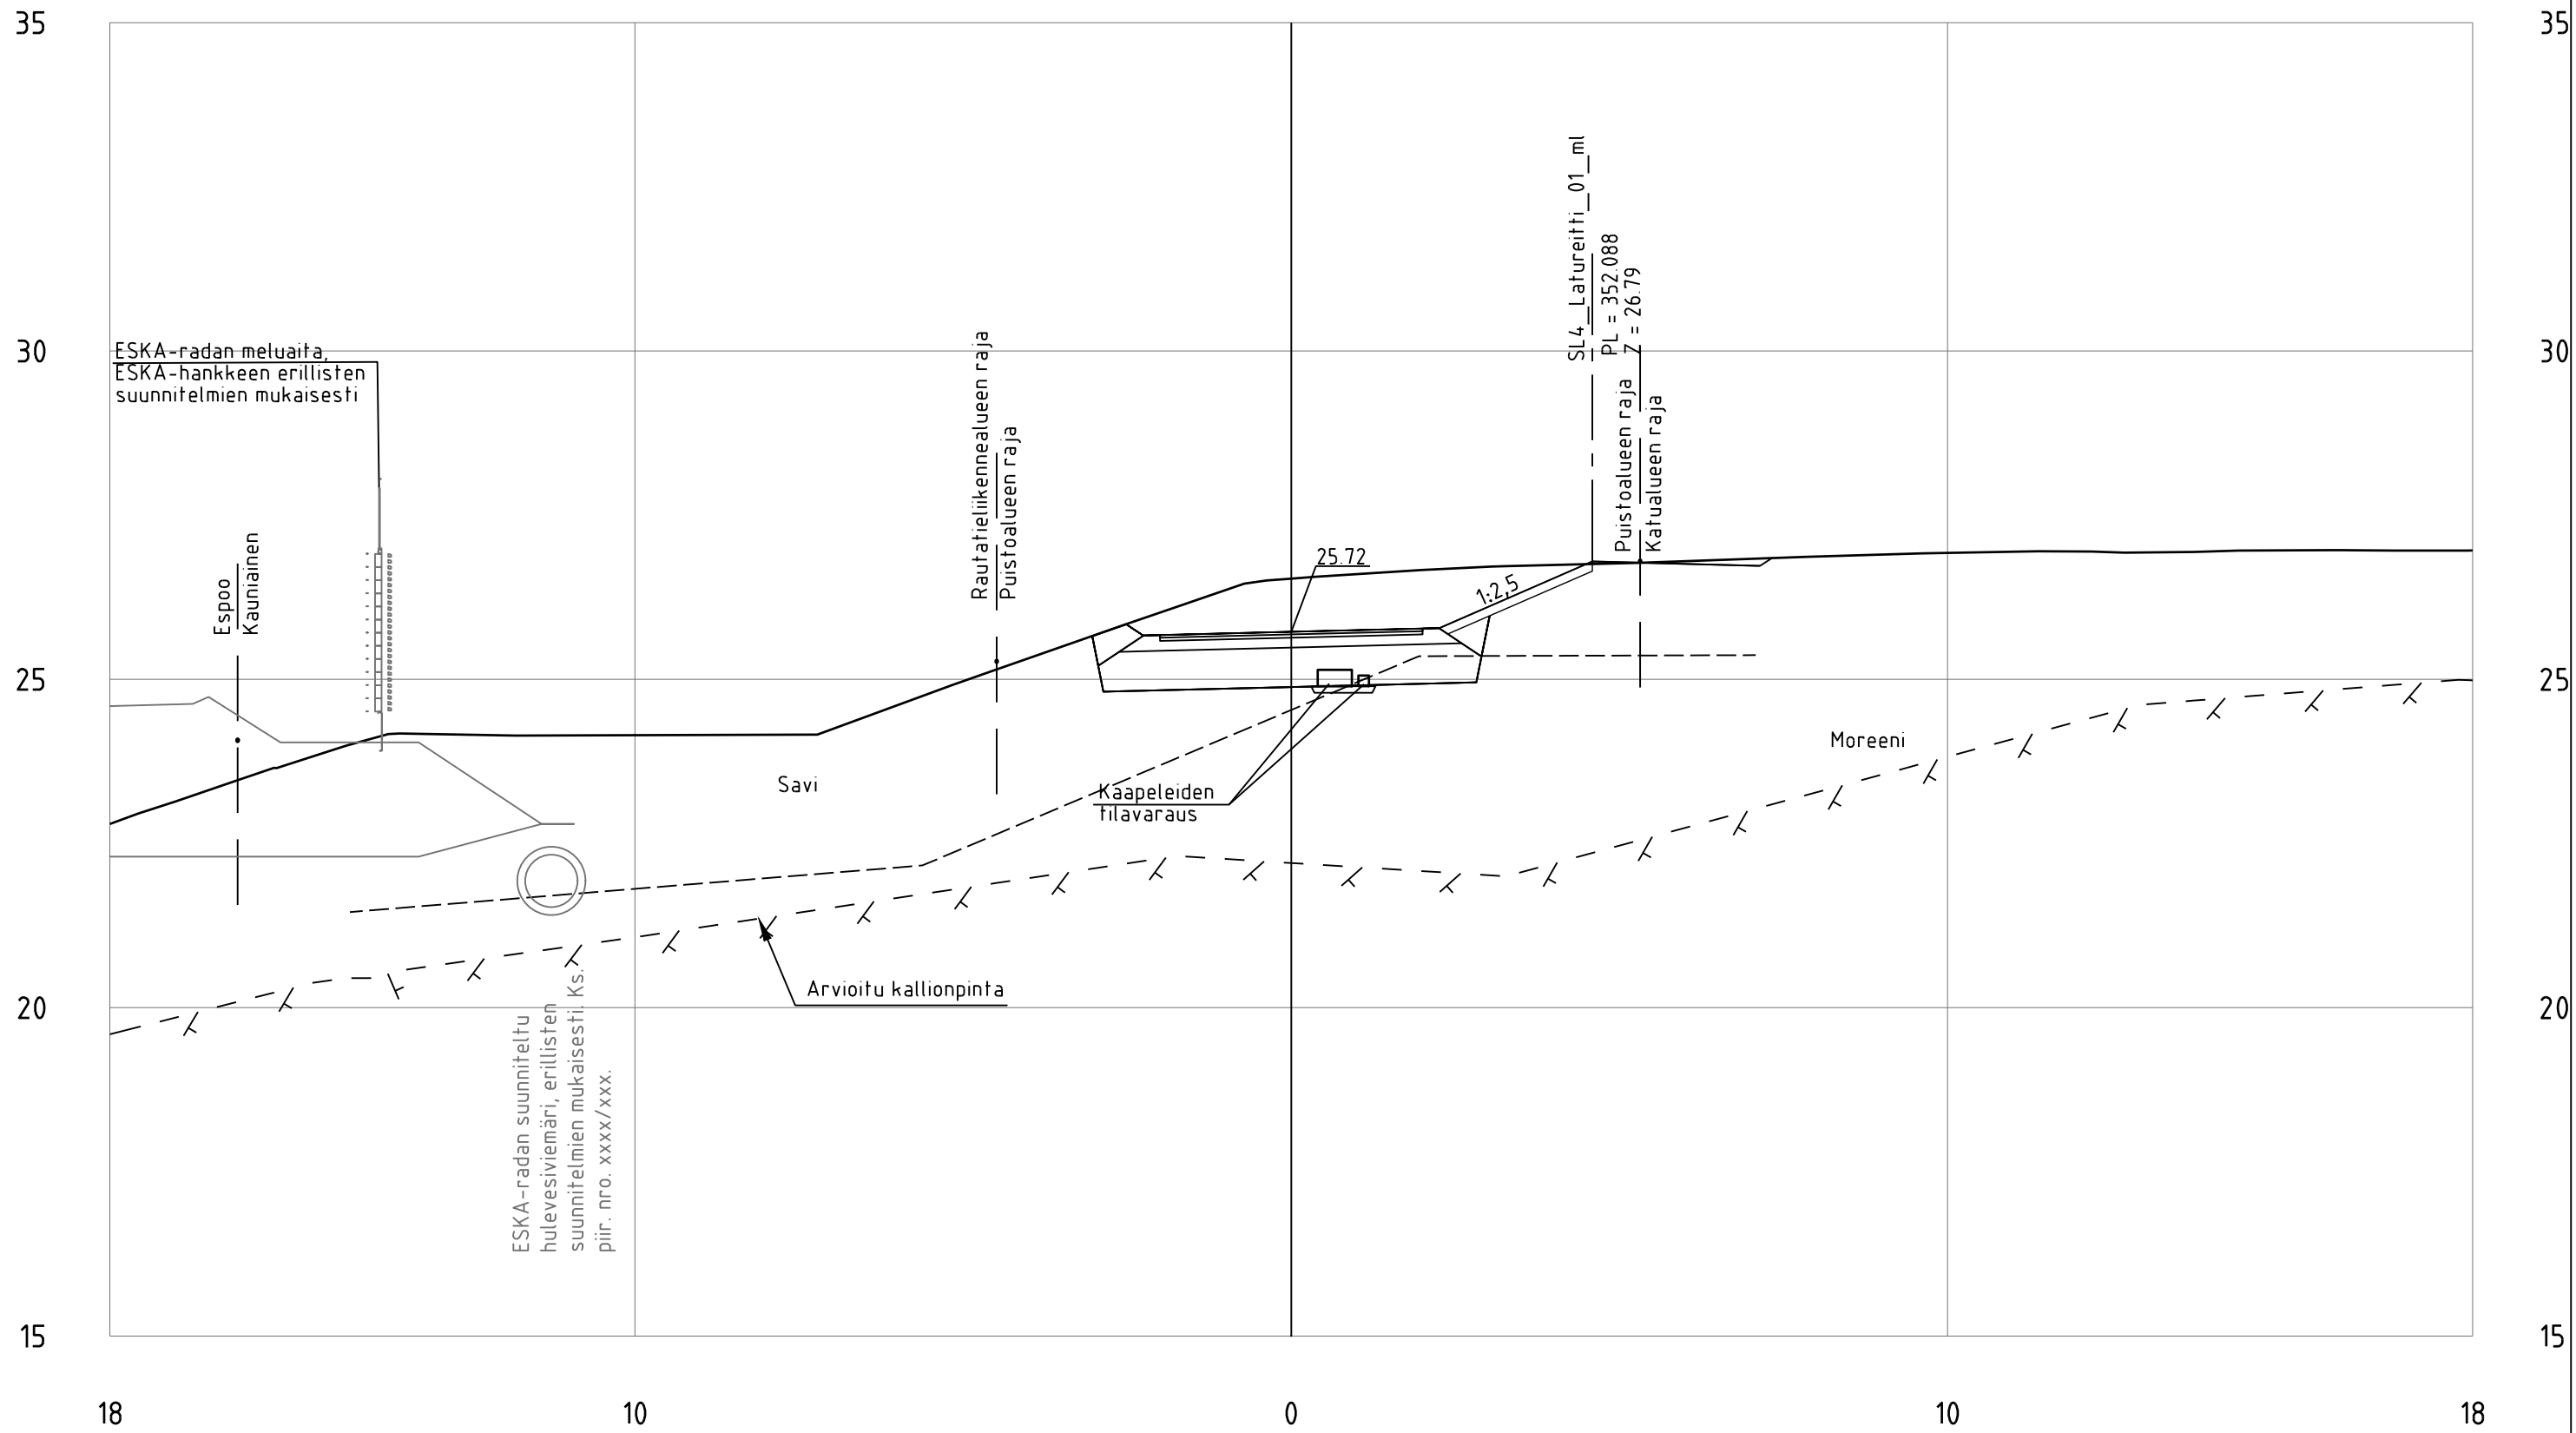 35
35
SL4_Latureitti_01_ml
PL = 352.088
Z = 26.79
30
30
ESKA-radan meluaita,
ESKA-hankkeen erillisten
suunnitelmien mukaisesti
Rautatieliikennealueen raja
Puistoalueen raja
Puistoalueen raja
Katualueen raja
Espoo
Kauniainen
25.72
1:2,5
25
25
Moreeni
Savi
Kaapeleiden
tilavaraus
Arvioitu kallionpinta
20
20
ESKA-radan suunniteltu
hulevesiviemäri, erillisten
suunnitelmien mukaisesti. Ks.
piir. nro. xxxx/xxx.
15
15
18
10
0
10
18